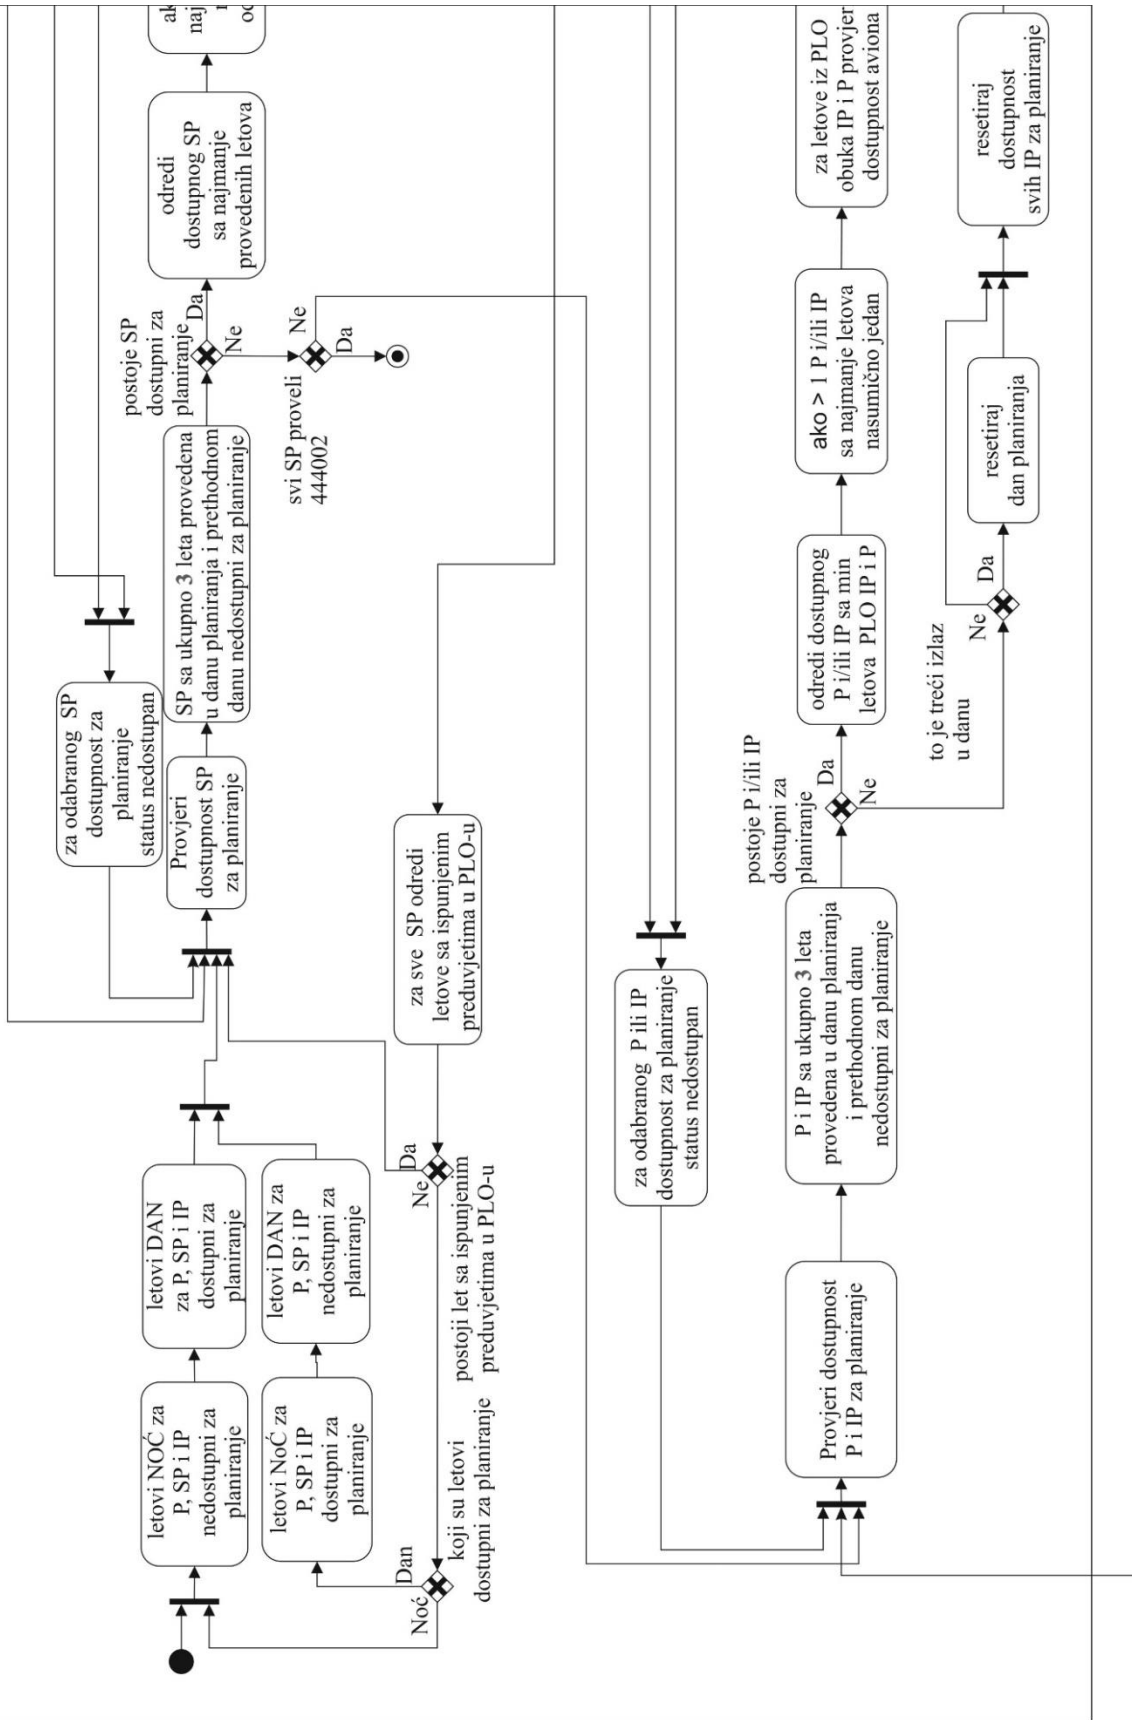 letovi NOĆ za
P, SP i IP
nedostupni za
planiranje
letovi DAN
za P, SP i IP
dostupni za
planiranje
letovi NoĆ za
P, SP i IP
dostupni za
planiranje
letovi DAN za
P, SP i IP
nedostupni za
planiranje
Noć
Dan
koji su letovi
dostupni za planiranje
Ne
Da
postoji let sa ispunjenim
preduvjetima u PLO-u
za sve SP odredi
letove sa ispunjenim
preduvjetima u PLO-u
za odabranog SP
dostupnost za
planiranje
status nedostupan
Provjeri
dostupnost SP
za planiranje
SP sa ukupno 3 leta provedena
u danu planiranja i prethodnom
danu nedostupni za planiranje
postoje SP
dostupni za
planiranje
Da
Ne
odredi
dostupnog SP
sa najmanje
provedenih letova
ak
naj
od
svi SP proveli
444002
Ne
Da
za odabranog P ili IP
dostupnost za planiranje
status nedostupan
Provjeri dostupnost
P i IP za planiranje
P i IP sa ukupno 3 leta
provedena u danu planiranja
i prethodnom danu
nedostupni za planiranje
postoje P i/ili IP
dostupni za
planiranje
Da
Ne
odredi dostupnog
P i/ili IP sa min
letova PLO IP i P
ako > 1 P i/ili IP
sa najmanje letova
nasumično jedan
za letove iz PLO
obuka IP i P provjer
dostupnost aviona
to je treći izlaz
u danu
Ne
Da
resetiraj
dan planiranja
resetiraj
dostupnost
svih IP za planiranje